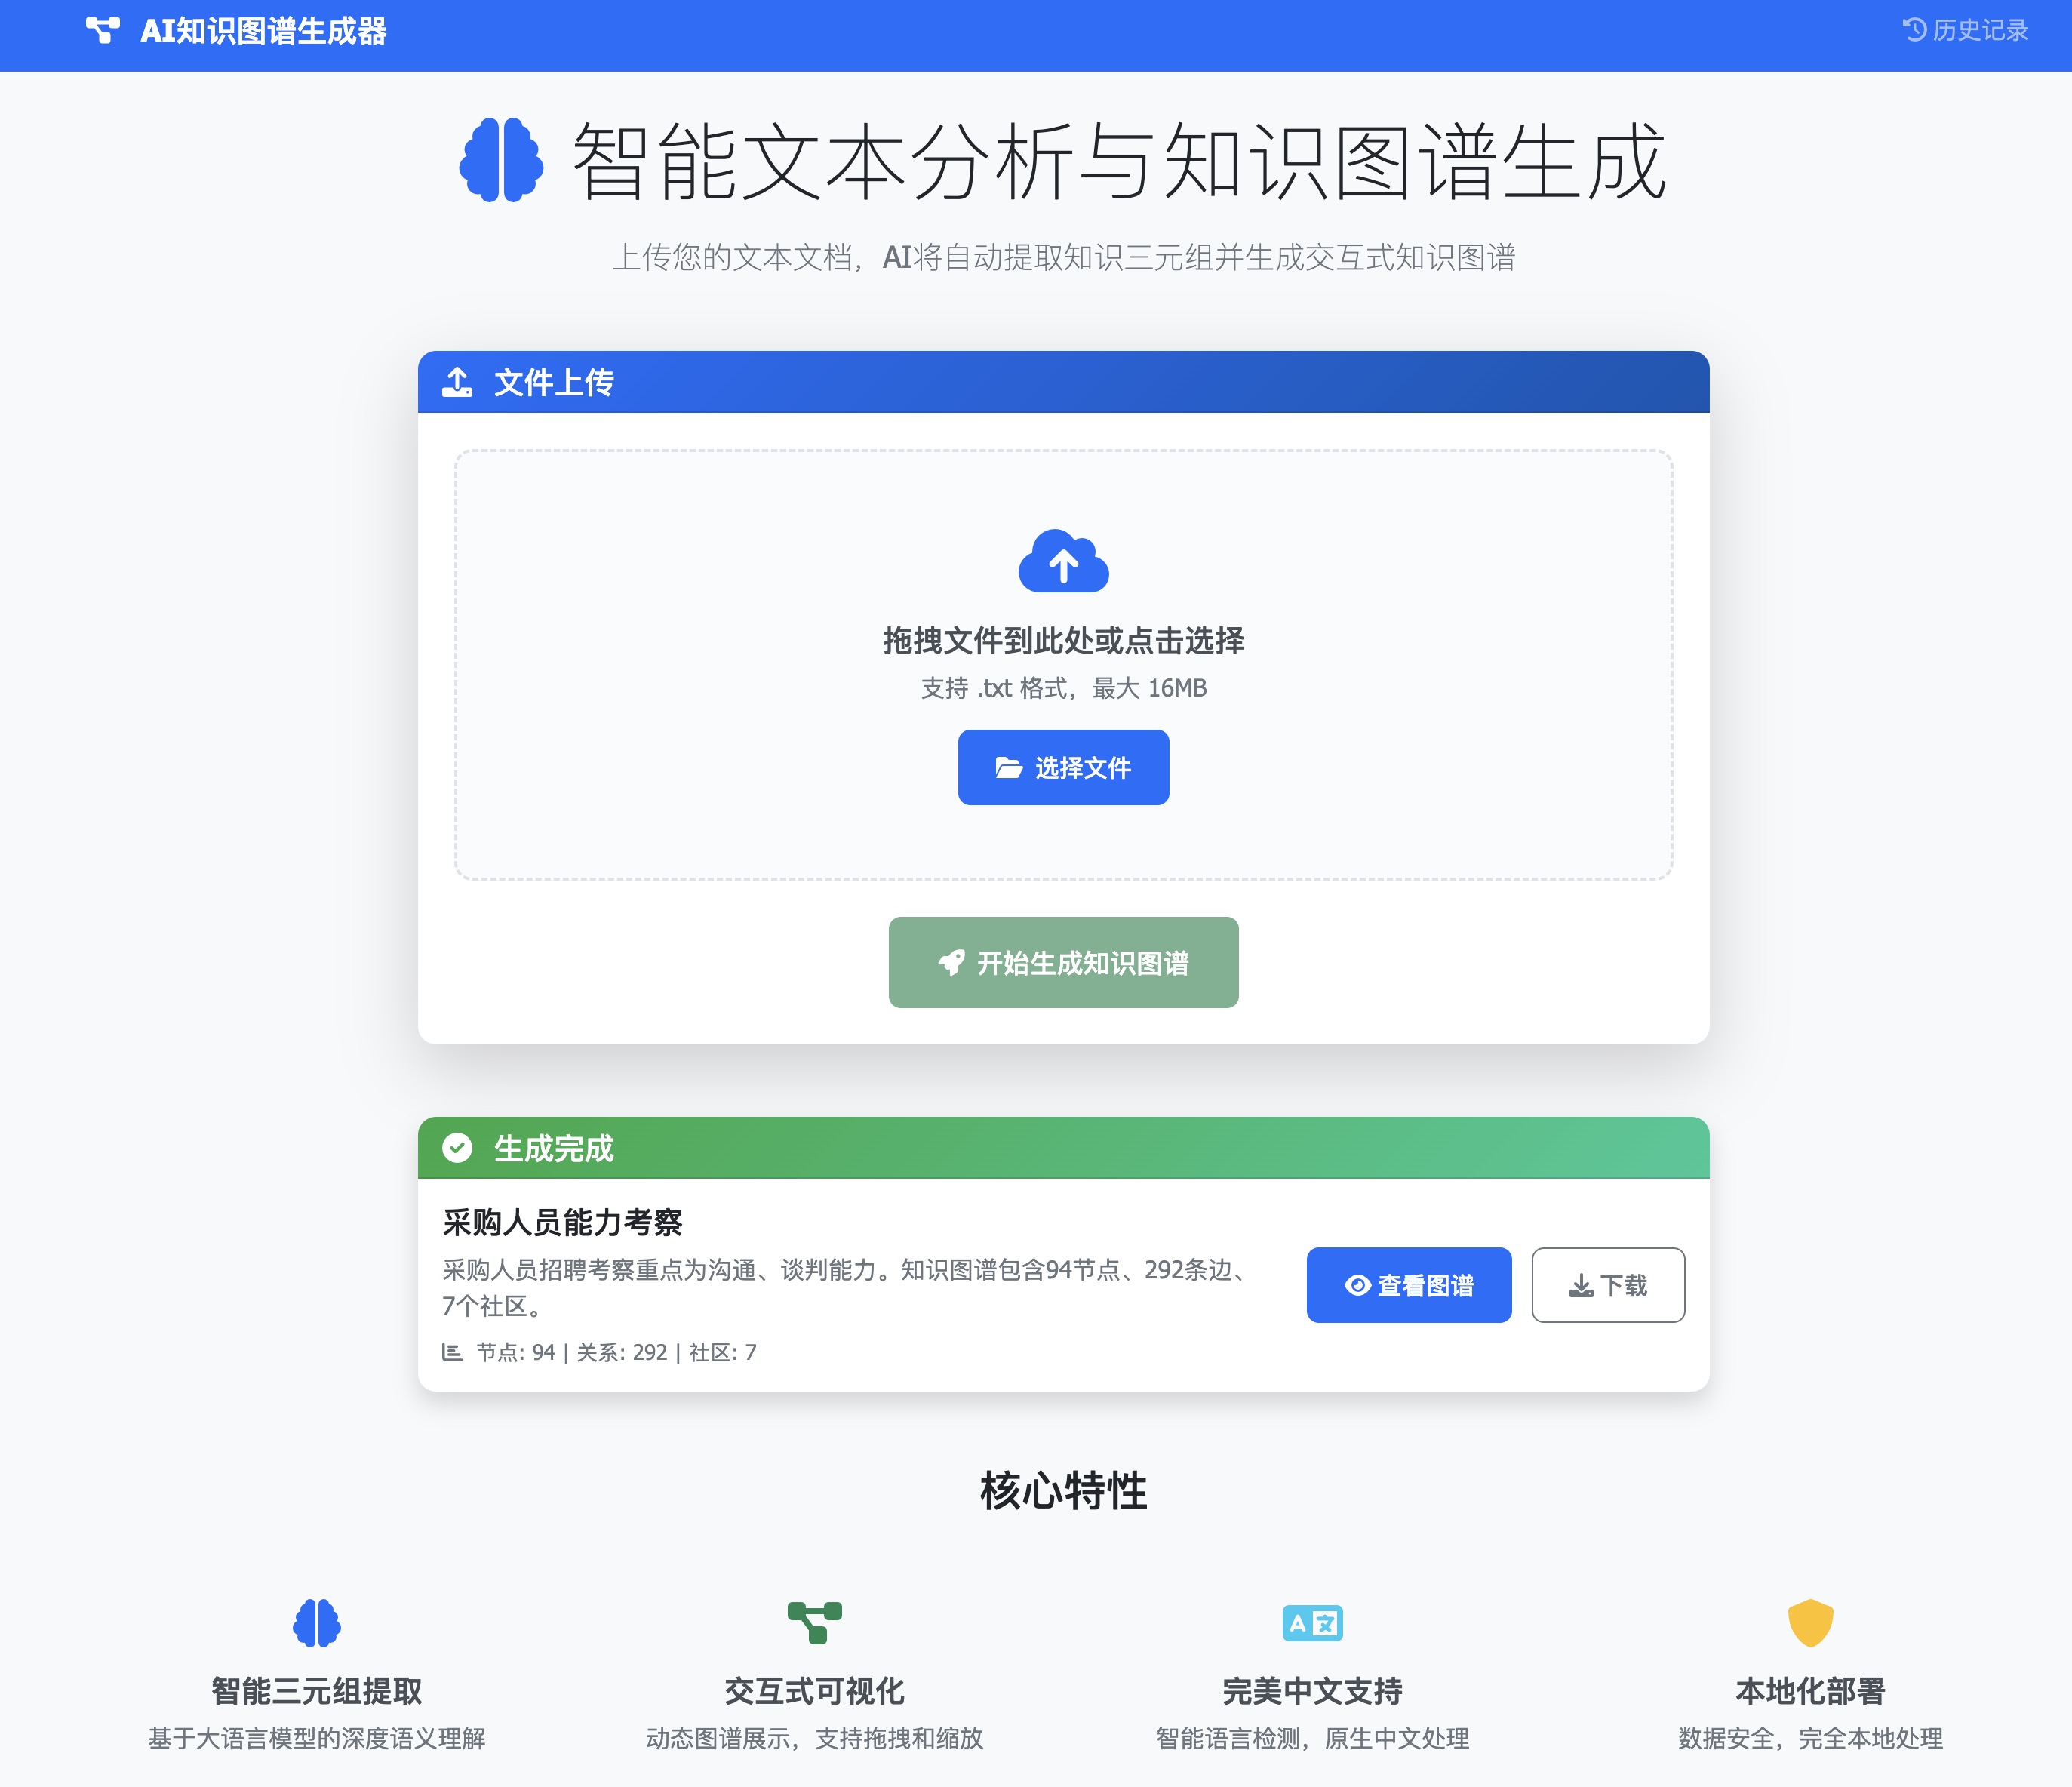 AI知识图谱生成器
历史记录
智能文本分析与知识图谱生成
上传您的文本文档，AI将自动提取知识三元组并生成交互式知识图谱
文件上传
拖拽文件到此处或点击选择
支持 .txt 格式，最大 16MB
选择文件
开始生成知识图谱
生成完成
采购人员能力考察
采购人员招聘考察重点为沟通、谈判能力。知识图谱包含94节点、292条边、
7个社区。
节点: 94 | 关系: 292 | 社区: 7
查看图谱
下载
核心特性
A 文
智能三元组提取
基于大语言模型的深度语义理解
交互式可视化
动态图谱展示，支持拖拽和缩放
完美中文支持
智能语言检测，原生中文处理
本地化部署
数据安全，完全本地处理